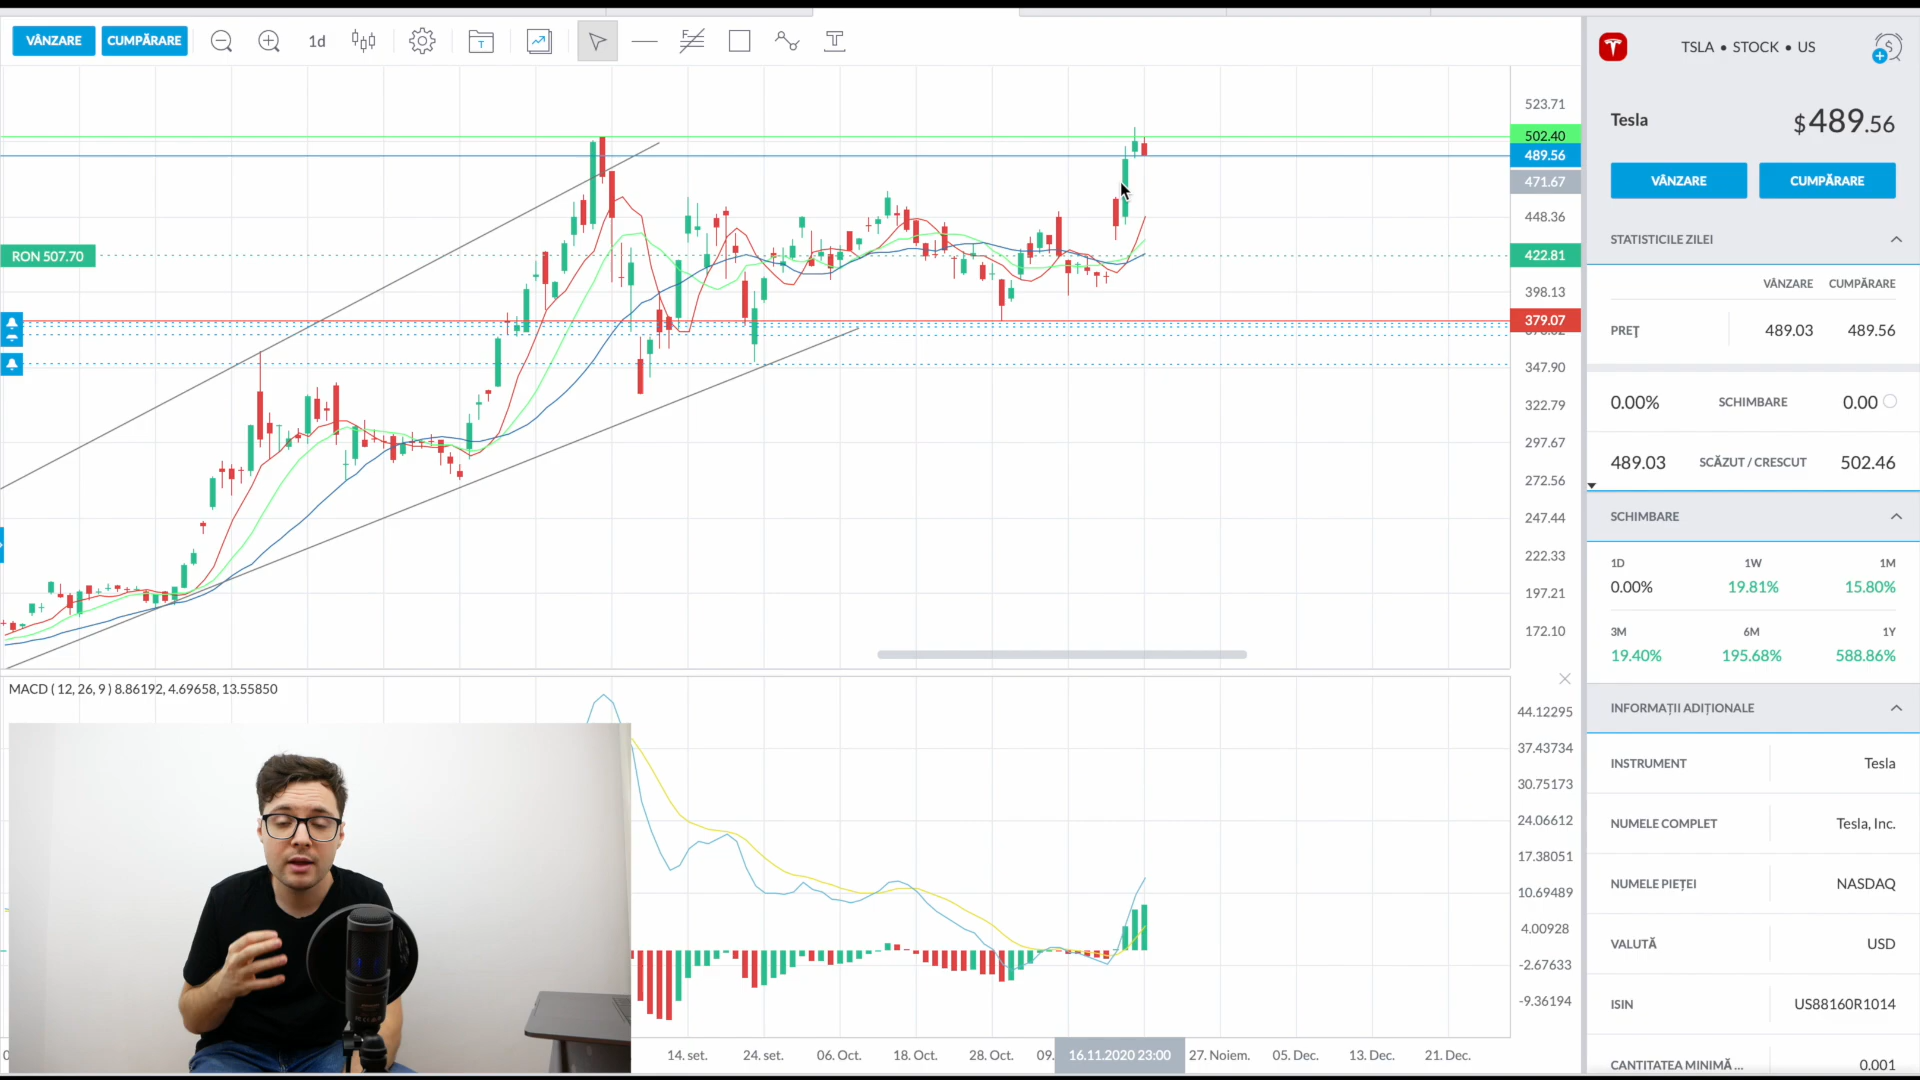 VÂNZARE CUMPĂRARE 1d
TSLA • STOCK • US
Tesla $489.56
VÂNZARE CUMPĂRARE
STATISTICILE ZILEI
VÂNZARE CUMPĂRARE
PREȚ 489.03 489.56
0.00% SCHIMBARE 0.00
489.03 SCĂZUT / CRESCUT 502.46
SCHIMBARE
1D 1W 1M
0.00% 19.81% 15.80%
3M 6M 1Y
19.40% 195.68% 588.86%
INFORMAȚII ADIȚIONALE
INSTRUMENT Tesla
NUMELE COMPLET Tesla, Inc.
NUMELE PIEȚEI NASDAQ
VALUTĂ USD
ISIN US88160R1014
CANTITATEA MINIMĂ ... 0.001
523.71
502.40
489.56
471.67
448.36
RON 507.70
422.81
398.13
379.07
347.90
322.79
297.67
272.56
247.44
222.33
197.21
172.10
MACD ( 12, 26, 9 ) 8.86192, 4.69658, 13.55850
44.12295
37.43734
30.75173
24.06612
17.38051
10.69489
4.00928
-2.67633
-9.36194
14. set. 24. set. 06. Oct. 18. Oct. 28. Oct. 09. 16.11.2020 23:00 27. Noiem. 05. Dec. 13. Dec. 21. Dec.